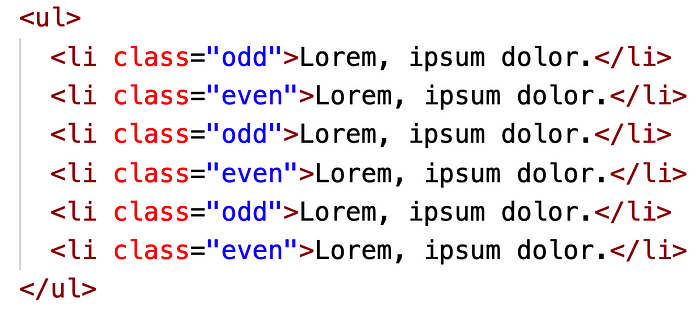 <ul>
<li class="odd">Lorem, ipsum dolor.</li>
<li class="even">Lorem, ipsum dolor.</li>
<li class="odd">Lorem, ipsum dolor.</li>
<li class="even">Lorem, ipsum dolor.</li>
<li class="odd">Lorem, ipsum dolor.</li>
<li class="even">Lorem, ipsum dolor.</li>
</ul>